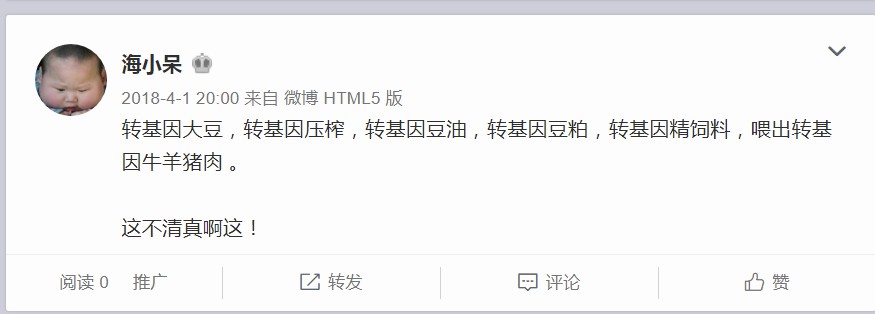 海小呆
2018-4-1 20:00 来自 微博 HTML5 版
转基因大豆，转基因压榨，转基因豆油，转基因豆粕，转基因精饲料，喂出转基
因牛羊猪肉 。
这不清真啊这！
阅读 0 推广 转发 评论 赞